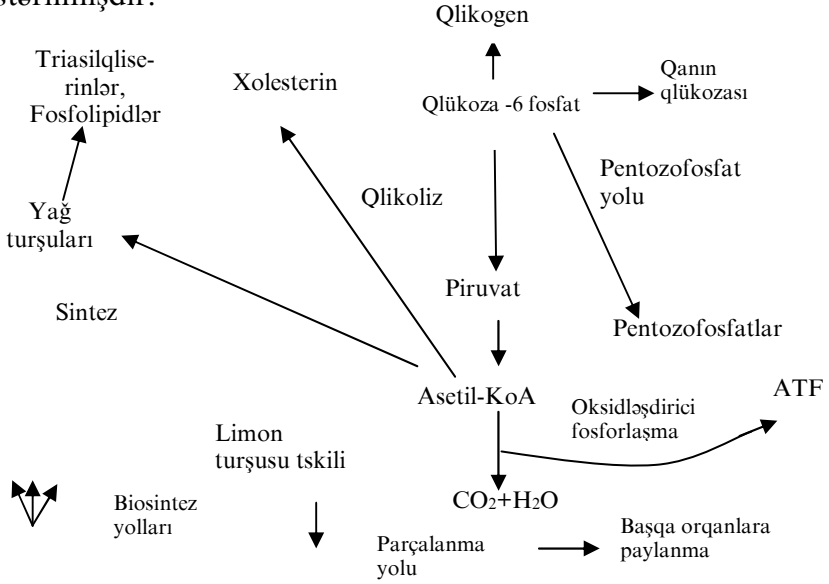 stərilmişdir.
Qlikogen
Triasilqlise-
rinlər,
Fosfolipidlər
Xolesterin
Qlükoza -6 fosfat
Qanın
qlükozası
Pentozofosfat
yolu
Qlikoliz
Yağ
turşuları
Piruvat
Sintez
Pentozofosfatlar
Asetil-KoA
ATF
Oksidləşdirici
fosforlaşma
Limon
turşusu tskili
CO₂+H₂O
Biosintez
yolları
Parçalanma
yolu
Başqa orqanlara
paylanma